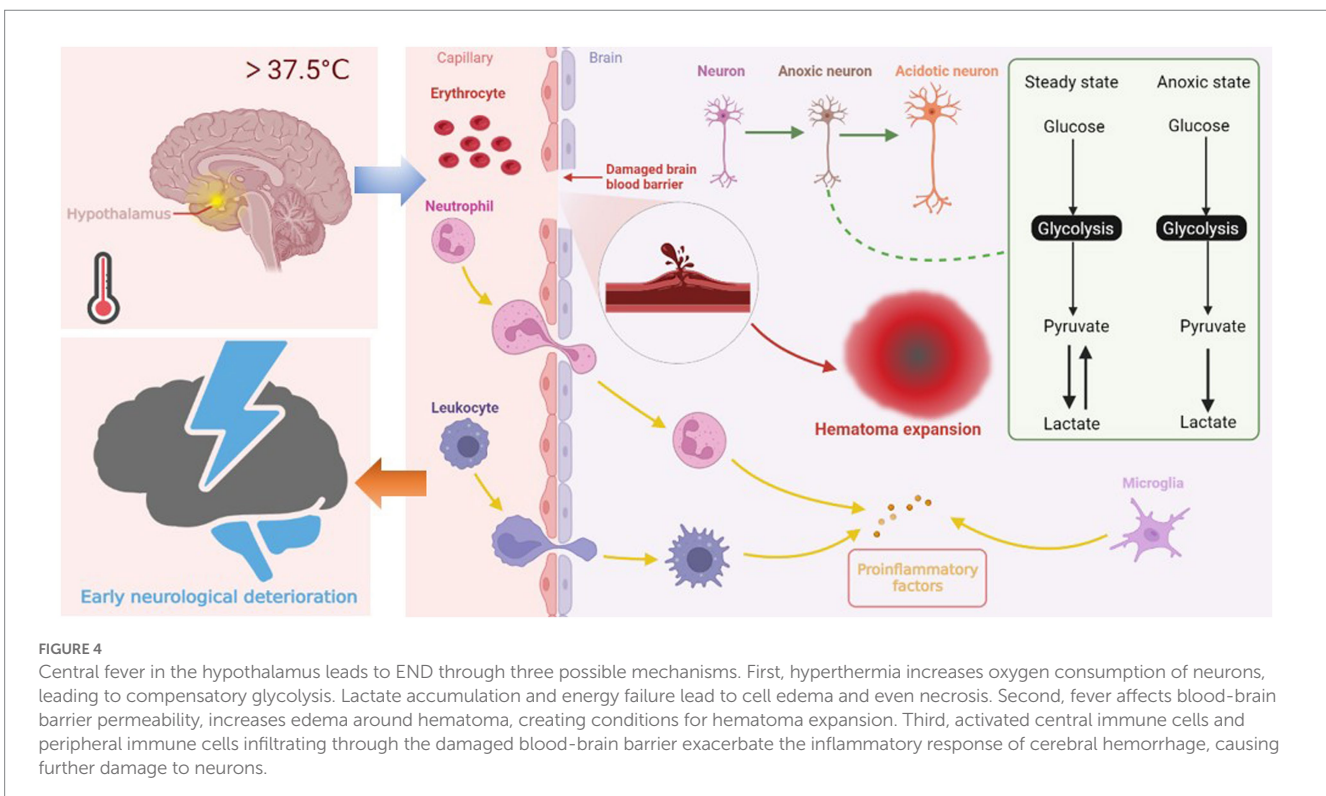 > 37.5°C
Hypothalamus
Early neurological deterioration
Capillary
Brain
Erythrocyte
Damaged brain
blood barrier
Neutrophil
Leukocyte
Neuron
Anoxic neuron
Acidotic neuron
Hematoma expansion
Microglia
Proinflammatory
factors
Steady state
Anoxic state
Glucose
Glucose
Glycolysis
Glycolysis
Pyruvate
Pyruvate
Lactate
Lactate
FIGURE 4
Central fever in the hypothalamus leads to END through three possible mechanisms. First, hyperthermia increases oxygen consumption of neurons,
leading to compensatory glycolysis. Lactate accumulation and energy failure lead to cell edema and even necrosis. Second, fever affects blood-brain
barrier permeability, increases edema around hematoma, creating conditions for hematoma expansion. Third, activated central immune cells and
peripheral immune cells infiltrating through the damaged blood-brain barrier exacerbate the inflammatory response of cerebral hemorrhage, causing
further damage to neurons.